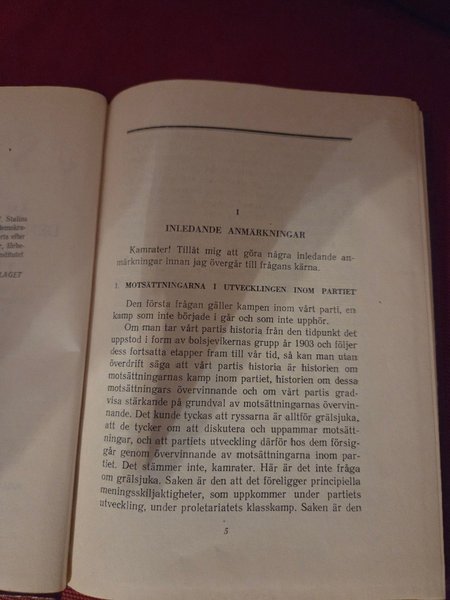 Stalins
ärta efter
LAGET
I
INLEDANDE ANMÄRKNINGAR
Kamrater! Tillåt mig att göra några inledande an-
märkningar innan jag övergår till frågans kärna.
1. MOTSÄTTNINGARNA I UTVECKLINGEN INOM PARTIET
Den första frågan gäller kampen inom vårt parti, en
kamp som inte började i går och som inte upphör.
Om man tar vårt partis historia från den tidpunkt det
uppstod i form av bolsjevikernas grupp år 1903 och följer
dess fortsatta etapper fram till vår tid, så kan man utan
överdrift säga att vårt partis historia är historien om
motsättningarnas kamp inom partiet, historien om dessa
motsättningars övervinnande och om vårt partis grad-
visa stärkande på grundval av motsättningarnas övervin-
nande. Det kunde tyckas att ryssarna är alltför grälsjuka,
att de tycker om att diskutera och uppammar motsätt-
ningar, och att partiets utveckling därför hos dem försig-
går genom övervinnande av motsättningarna inom par-
tiet. Det stämmer inte, kamrater. Här är det inte fråga
om grälsjuka. Saken är den att det föreligger principiella
meningsskiljaktigheter, som uppkommer under partiets
utveckling, under proletariatets klasskamp. Saken är den
5